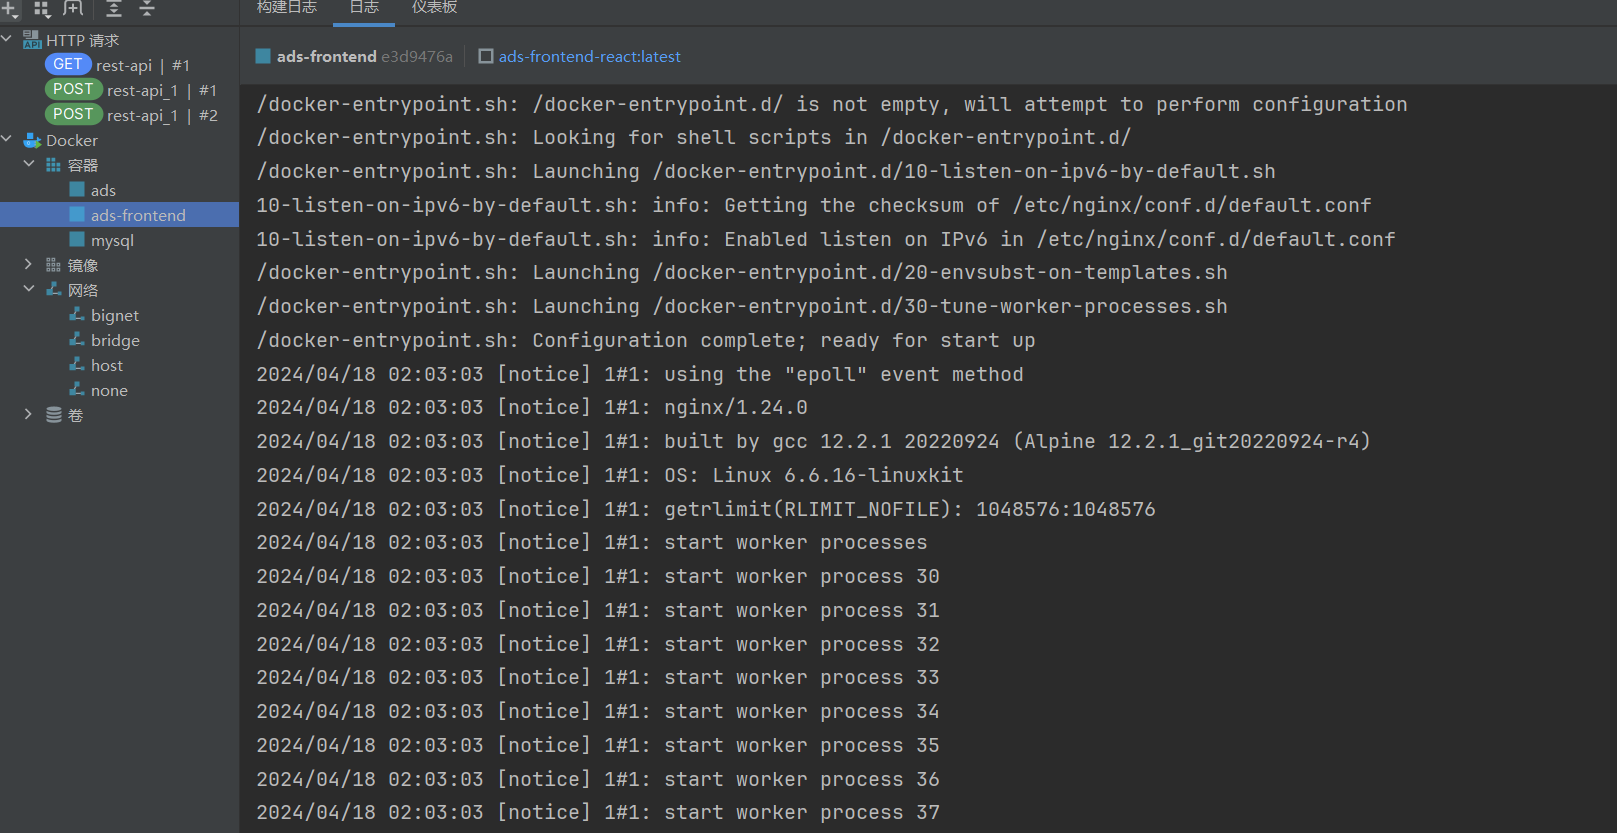 构建日志 日志 仪表板
HTTP 请求
GET rest-api | #1
POST rest-api_1 | #1
POST rest-api_1 | #2
Docker
容器
ads
ads-frontend
mysql
镜像
网络
bignet
bridge
host
none
卷
ads-frontend e3d9476a ads-frontend-react:latest
/docker-entrypoint.sh: /docker-entrypoint.d/ is not empty, will attempt to perform configuration
/docker-entrypoint.sh: Looking for shell scripts in /docker-entrypoint.d/
/docker-entrypoint.sh: Launching /docker-entrypoint.d/10-listen-on-ipv6-by-default.sh
10-listen-on-ipv6-by-default.sh: info: Getting the checksum of /etc/nginx/conf.d/default.conf
10-listen-on-ipv6-by-default.sh: info: Enabled listen on IPv6 in /etc/nginx/conf.d/default.conf
/docker-entrypoint.sh: Launching /docker-entrypoint.d/20-envsubst-on-templates.sh
/docker-entrypoint.sh: Launching /docker-entrypoint.d/30-tune-worker-processes.sh
/docker-entrypoint.sh: Configuration complete; ready for start up
2024/04/18 02:03:03 [notice] 1#1: using the "epoll" event method
2024/04/18 02:03:03 [notice] 1#1: nginx/1.24.0
2024/04/18 02:03:03 [notice] 1#1: built by gcc 12.2.1 20220924 (Alpine 12.2.1_git20220924-r4)
2024/04/18 02:03:03 [notice] 1#1: OS: Linux 6.6.16-linuxkit
2024/04/18 02:03:03 [notice] 1#1: getrlimit(RLIMIT_NOFILE): 1048576:1048576
2024/04/18 02:03:03 [notice] 1#1: start worker processes
2024/04/18 02:03:03 [notice] 1#1: start worker process 30
2024/04/18 02:03:03 [notice] 1#1: start worker process 31
2024/04/18 02:03:03 [notice] 1#1: start worker process 32
2024/04/18 02:03:03 [notice] 1#1: start worker process 33
2024/04/18 02:03:03 [notice] 1#1: start worker process 34
2024/04/18 02:03:03 [notice] 1#1: start worker process 35
2024/04/18 02:03:03 [notice] 1#1: start worker process 36
2024/04/18 02:03:03 [notice] 1#1: start worker process 37